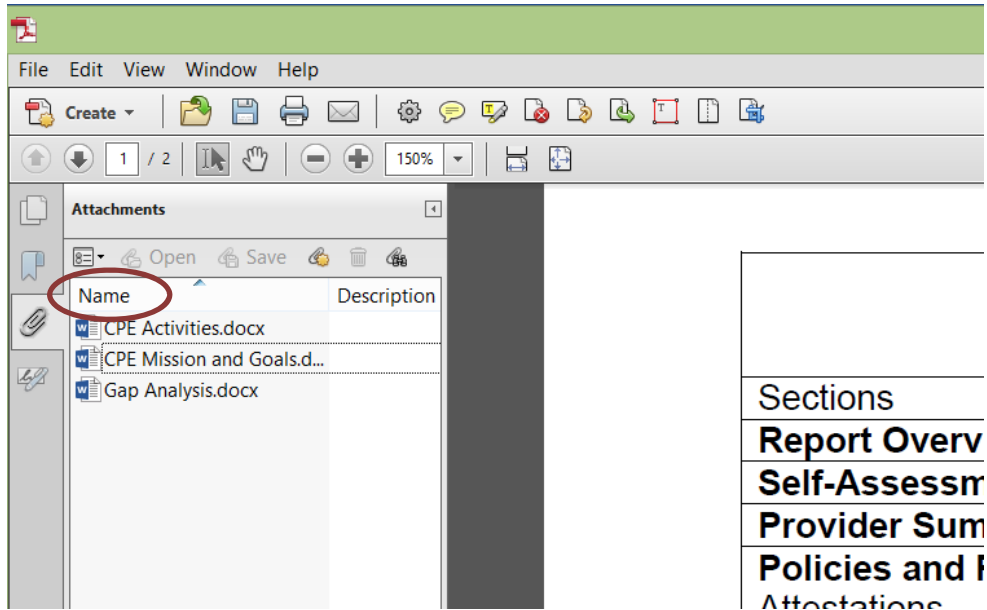 File Edit View Window Help
Create
1 / 2 150%
Attachments
Open Save
Name Description
CPE Activities.docx
CPE Mission and Goals.d...
Gap Analysis.docx
Sections
Report Overv
Self-Assessm
Provider Sum
Policies and
Attestations